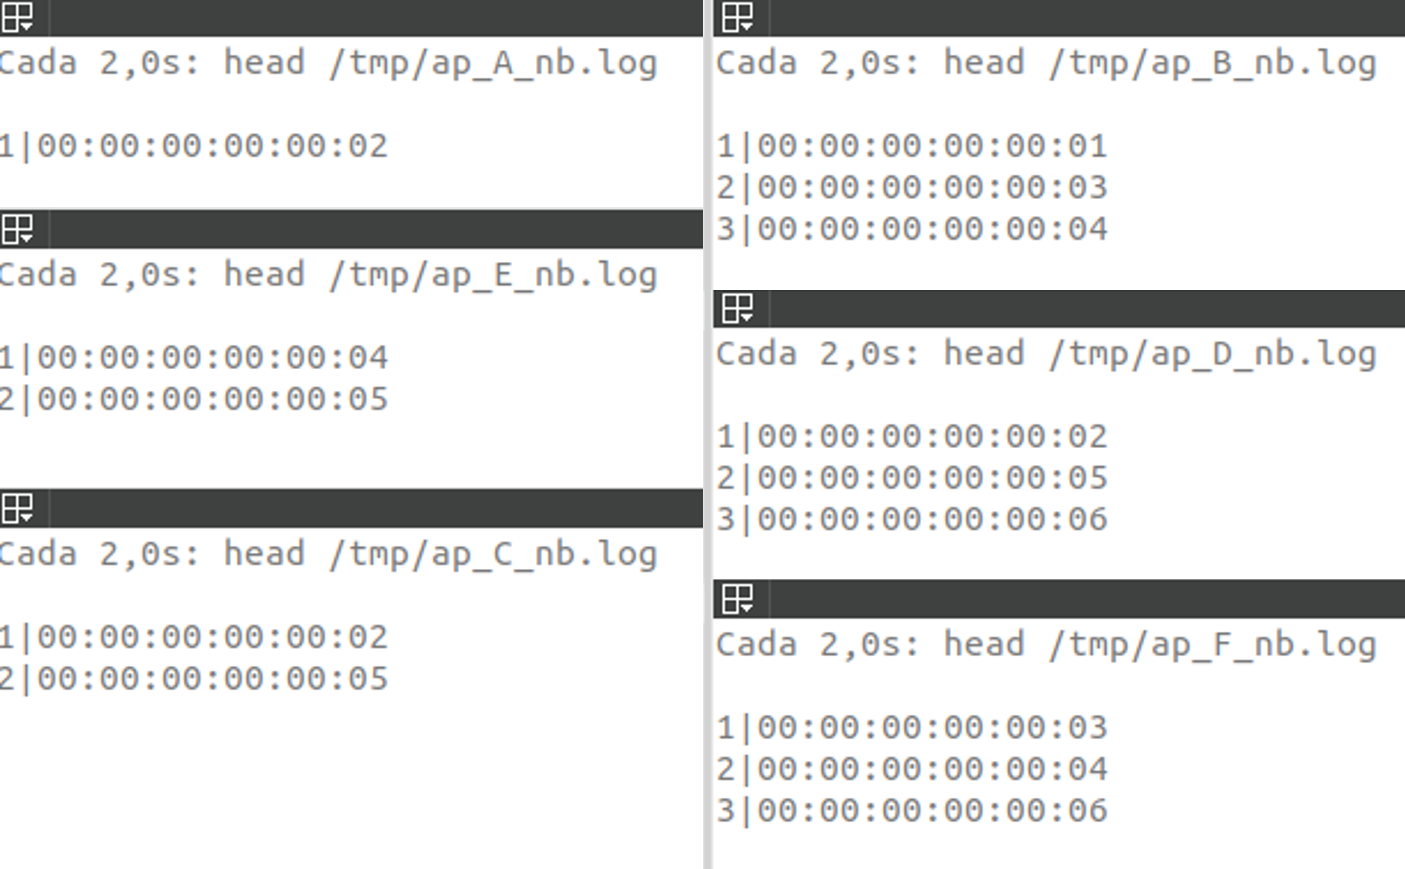 Cada 2,0s: head /tmp/ap_A_nb.log
1|00:00:00:00:00:02
Cada 2,0s: head /tmp/ap_E_nb.log
1|00:00:00:00:00:04
2|00:00:00:00:00:05
Cada 2,0s: head /tmp/ap_C_nb.log
1|00:00:00:00:00:02
2|00:00:00:00:00:05
Cada 2,0s: head /tmp/ap_B_nb.log
1|00:00:00:00:00:01
2|00:00:00:00:00:03
3|00:00:00:00:00:04
Cada 2,0s: head /tmp/ap_D_nb.log
1|00:00:00:00:00:02
2|00:00:00:00:00:05
3|00:00:00:00:00:06
Cada 2,0s: head /tmp/ap_F_nb.log
1|00:00:00:00:00:03
2|00:00:00:00:00:04
3|00:00:00:00:00:06